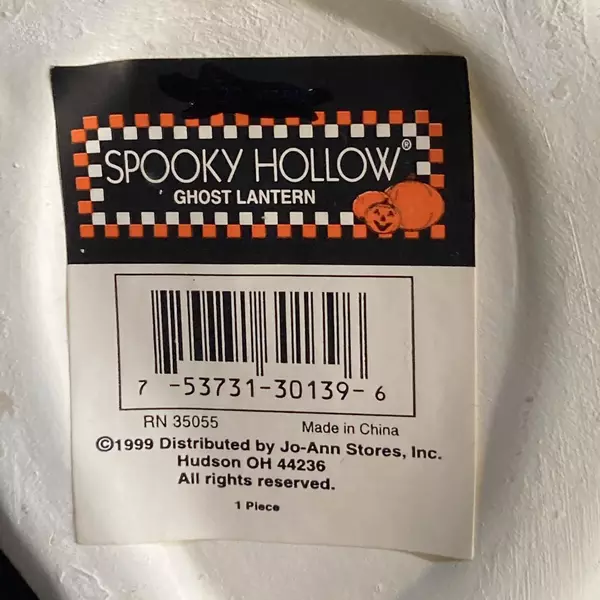 SPOOKY HOLLOW®
GHOST LANTERN
7 -53731-30139- 6
RN 35055 Made in China
©1999 Distributed by Jo-Ann Stores, Inc.
Hudson OH 44236
All rights reserved.
1 Piece